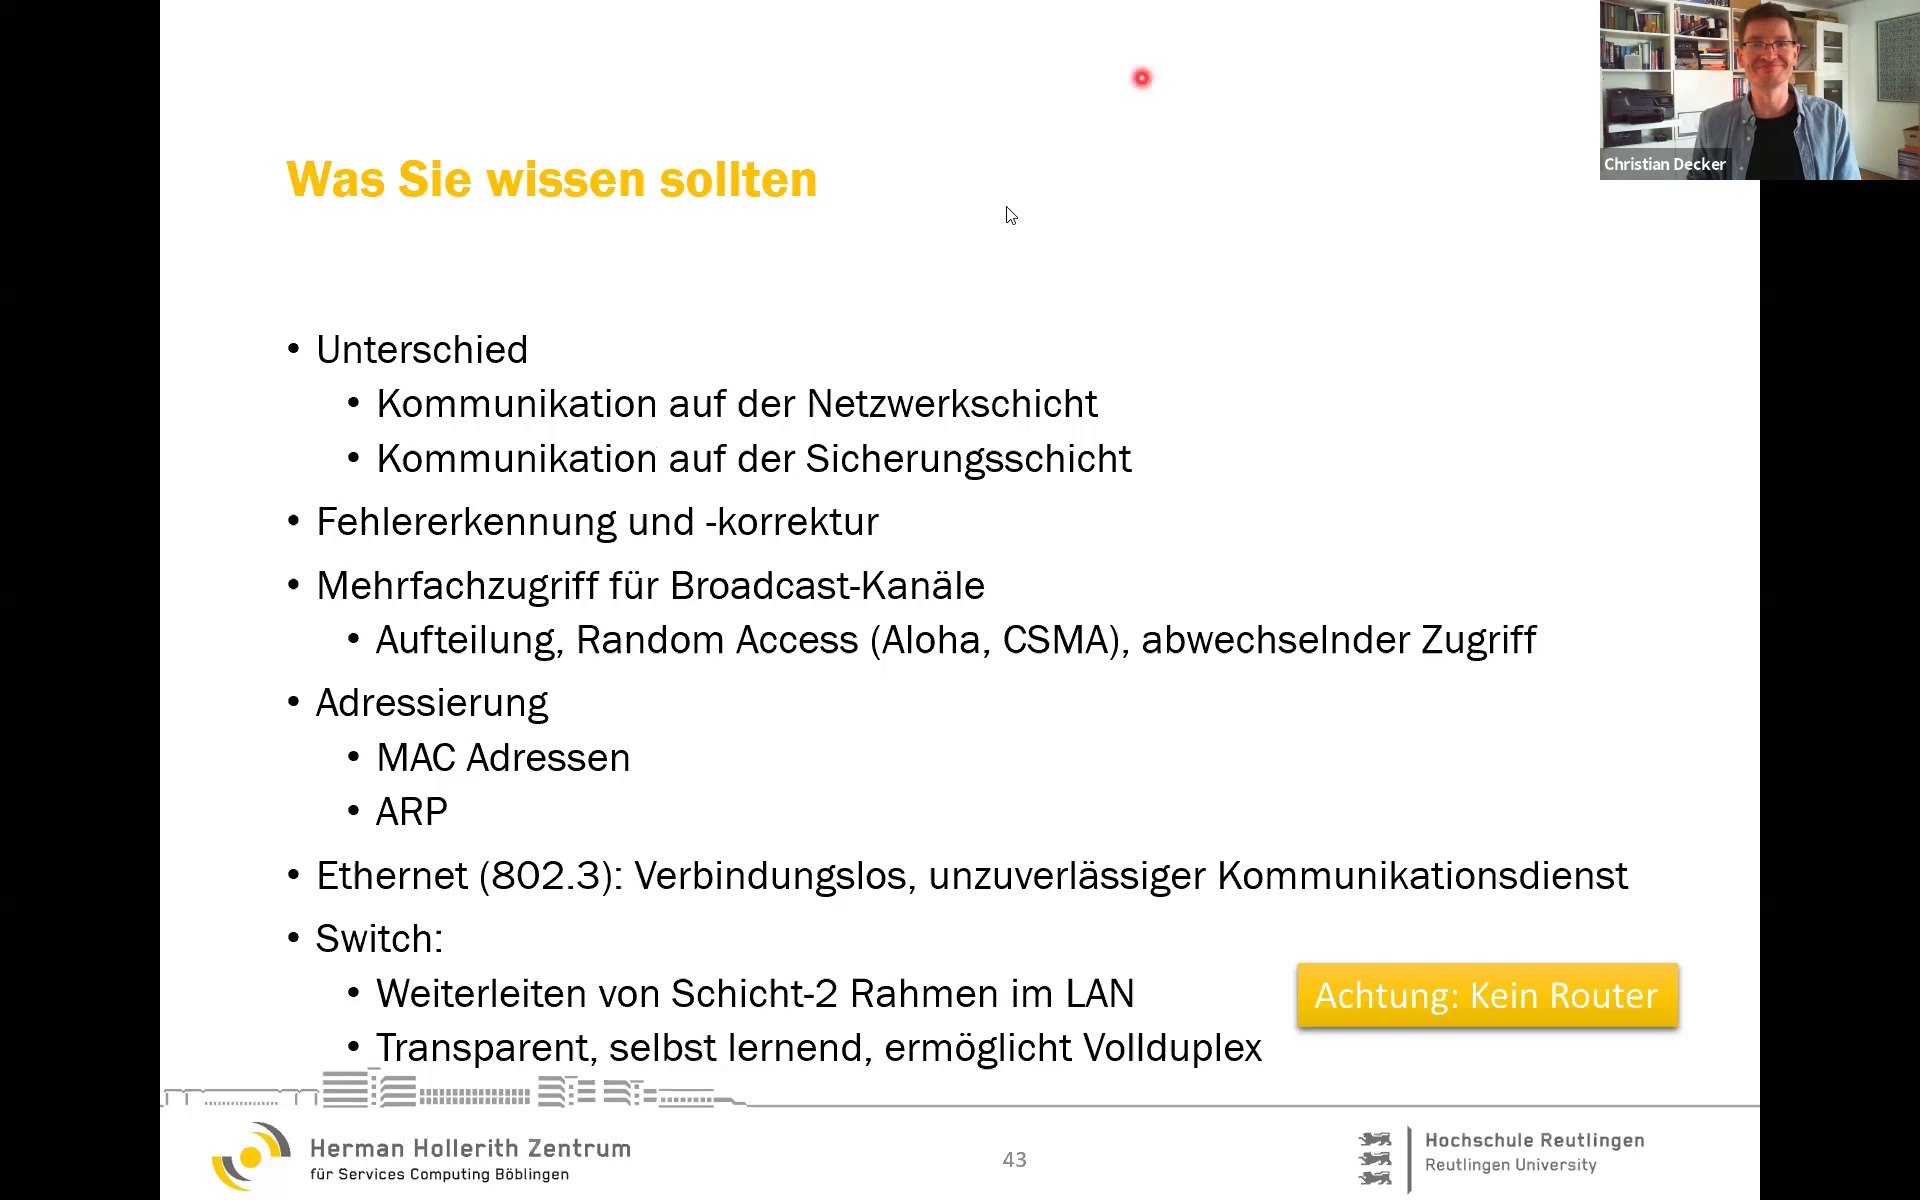 Christian Decker
Was Sie wissen sollten
• Unterschied
• Kommunikation auf der Netzwerkschicht
• Kommunikation auf der Sicherungsschicht
• Fehlererkennung und -korrektur
• Mehrfachzugriff für Broadcast-Kanäle
• Aufteilung, Random Access (Aloha, CSMA), abwechselnder Zugriff
• Adressierung
• MAC Adressen
• ARP
• Ethernet (802.3): Verbindungslos, unzuverlässiger Kommunikationsdienst
• Switch:
• Weiterleiten von Schicht-2 Rahmen im LAN
Achtung: Kein Router
• Transparent, selbst lernend, ermöglicht Vollduplex
Herman Hollerith Zentrum
für Services Computing Böblingen
43
Hochschule Reutlingen
Reutlingen University